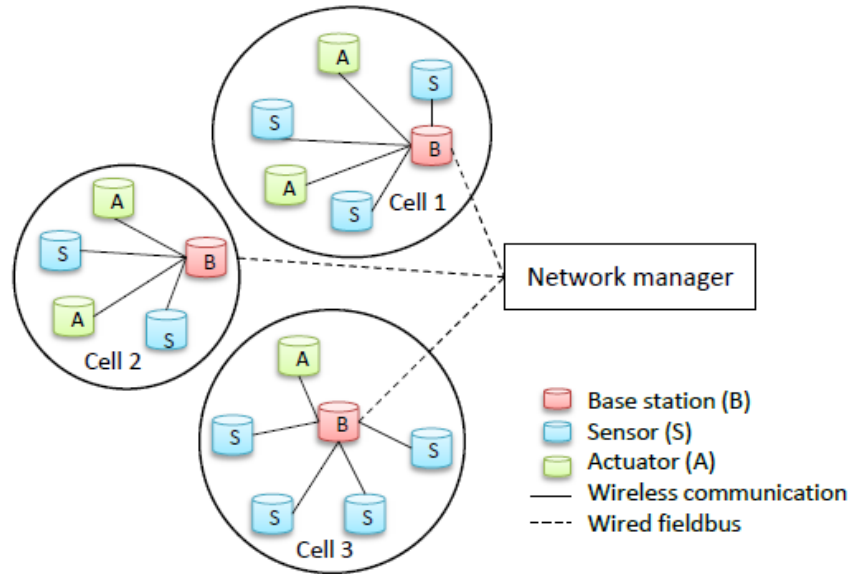 A
S
S
B
A
S
Cell 1
A
S
B
A
S
Cell 2
Network manager
A
B
S
S
S
S
Cell 3
Base station (B)
Sensor (S)
Actuator (A)
Wireless communication
Wired fieldbus